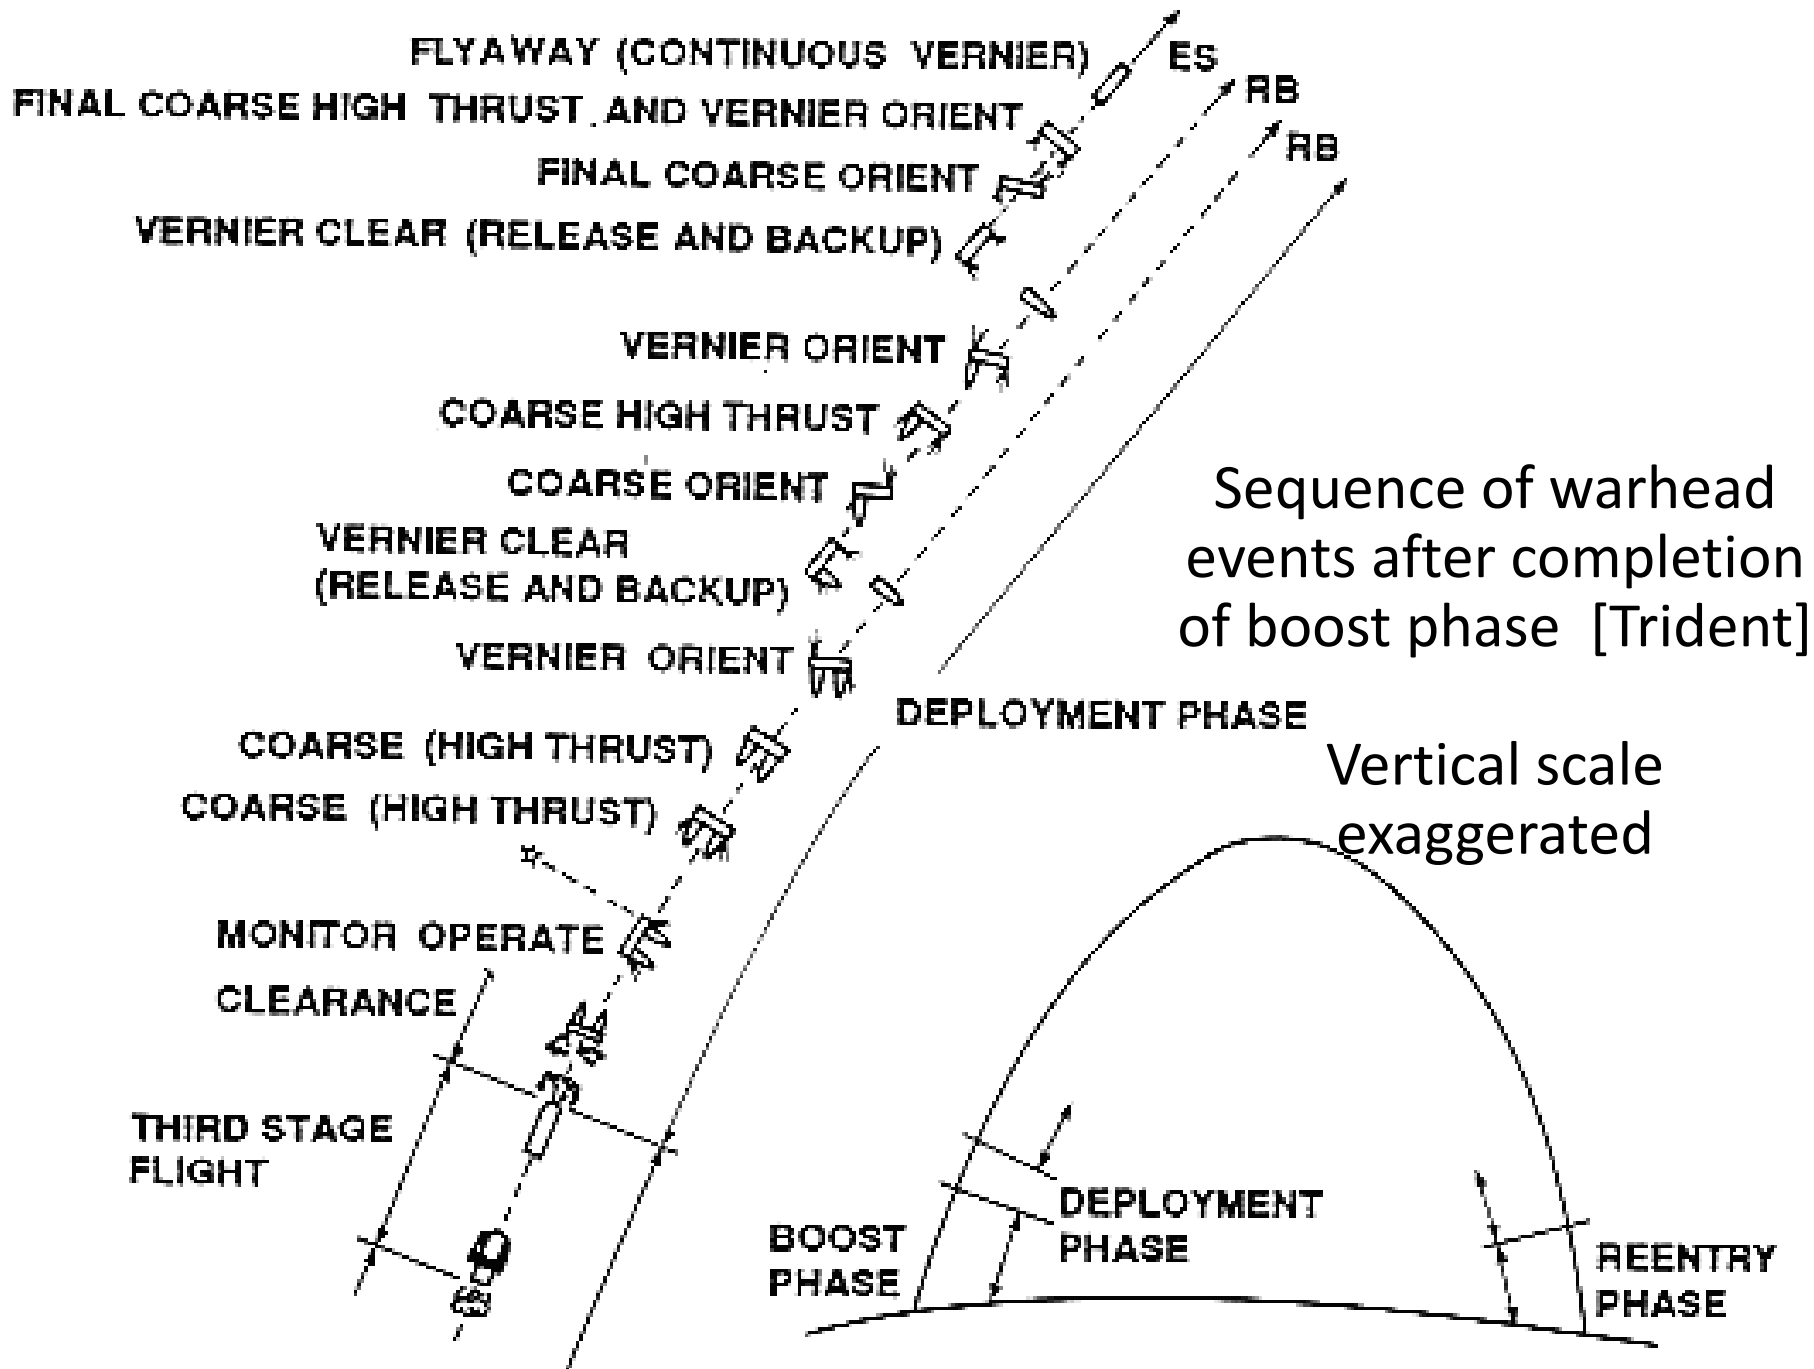 FLYAWAY (CONTINUOUS VERNIER)
ES
FINAL COARSE HIGH THRUST AND VERNIER ORIENT
RB
FINAL COARSE ORIENT
RB
VERNIER CLEAR (RELEASE AND BACKUP)
VERNIER ORIENT
COARSE HIGH THRUST
COARSE ORIENT
VERNIER CLEAR
(RELEASE AND BACKUP)
VERNIER ORIENT
COARSE (HIGH THRUST)
COARSE (HIGH THRUST)
MONITOR OPERATE
CLEARANCE
THIRD STAGE
FLIGHT
DEPLOYMENT PHASE
Sequence of warhead
events after completion
of boost phase [Trident]
Vertical scale
exaggerated
BOOST
PHASE
DEPLOYMENT
PHASE
REENTRY
PHASE